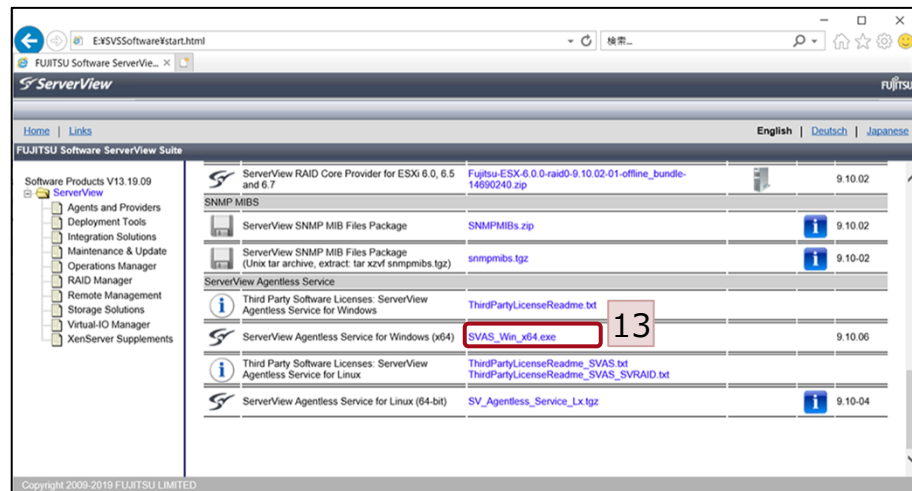 E:¥SVSSoftware¥start.html
検索...
FUJITSU Software ServerVie...
ServerView
FUJITSU
Home | Links
English | Deutsch | Japanese
FUJITSU Software ServerView Suite
Software Products V13.19.09
ServerView
Agents and Providers
Deployment Tools
Integration Solutions
Maintenance & Update
Operations Manager
RAID Manager
Remote Management
Storage Solutions
Virtual-IO Manager
XenServer Supplements
ServerView RAID Core Provider for ESXi 6.0, 6.5
and 6.7
Fujitsu-ESX-6.0.0-raid0-9.10.02-01-offline_bundle-
14690240.zip
9.10.02
SNMP MIBS
ServerView SNMP MIB Files Package
SNMPMIBs.zip
9.10.02
ServerView SNMP MIB Files Package
(Unix tar archive, extract: tar xzvf snmpmibs.tgz)
snmpmibs.tgz
9.10-02
ServerView Agentless Service
Third Party Software Licenses: ServerView
Agentless Service for Windows
ThirdPartyLicenseReadme.txt
ServerView Agentless Service for Windows (x64)
SVAS_Win_x64.exe
13
9.10.06
Third Party Software Licenses: ServerView
Agentless Service for Linux
ThirdPartyLicenseReadme_SVAS.txt
ThirdPartyLicenseReadme_SVAS_SVRAID.txt
ServerView Agentless Service for Linux (64-bit)
SV_Agentless_Service_Lx.tgz
9.10-04
Copyright 2009-2019 FUJITSU LIMITED